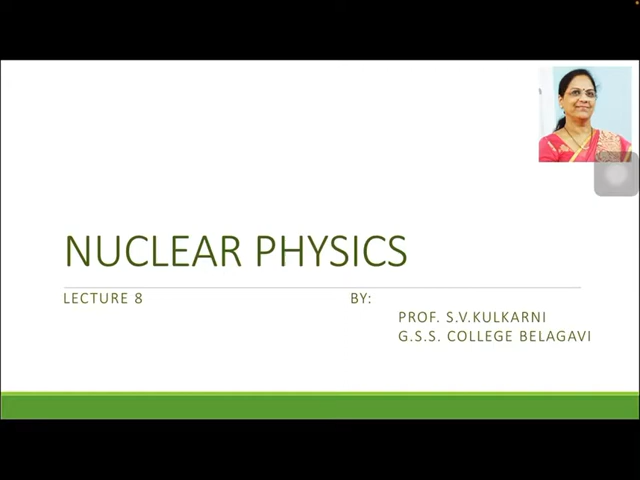 NUCLEAR PHYSICS
LECTURE 8 BY:
PROF. S.V.KULKARNI
G.S.S. COLLEGE BELAGAVI